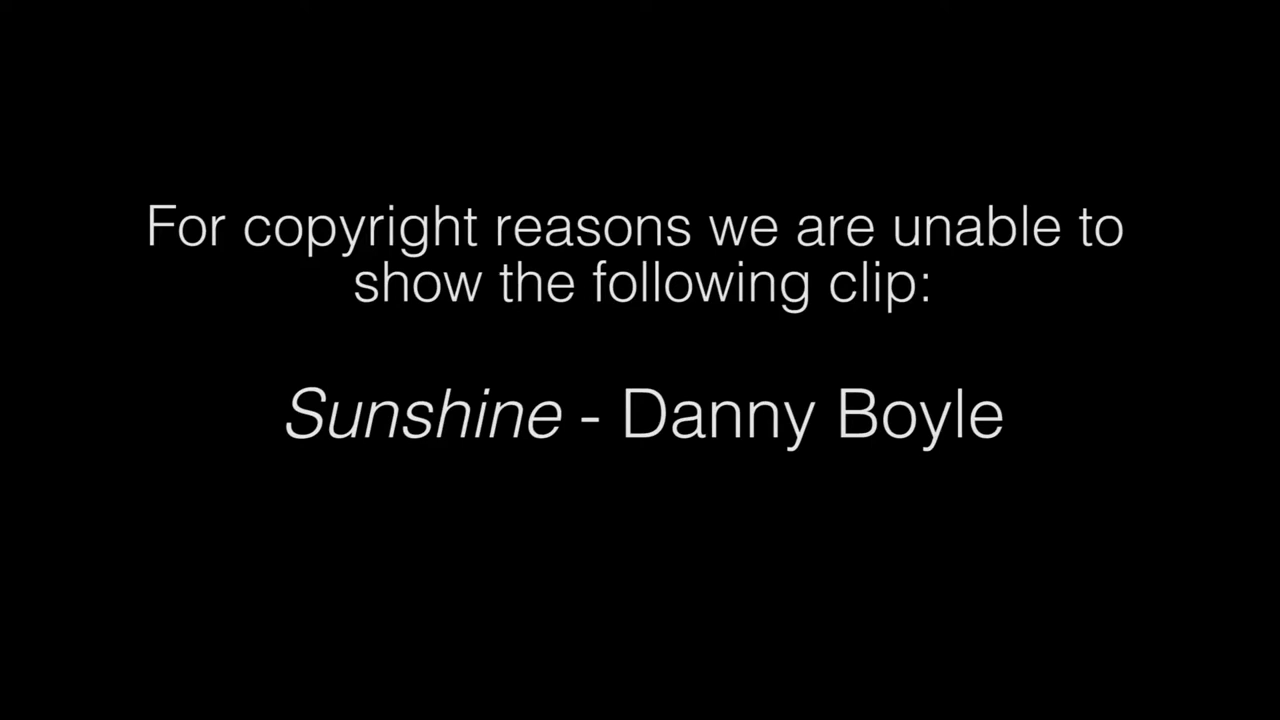 For copyright reasons we are unable to
show the following clip:
Sunshine - Danny Boyle